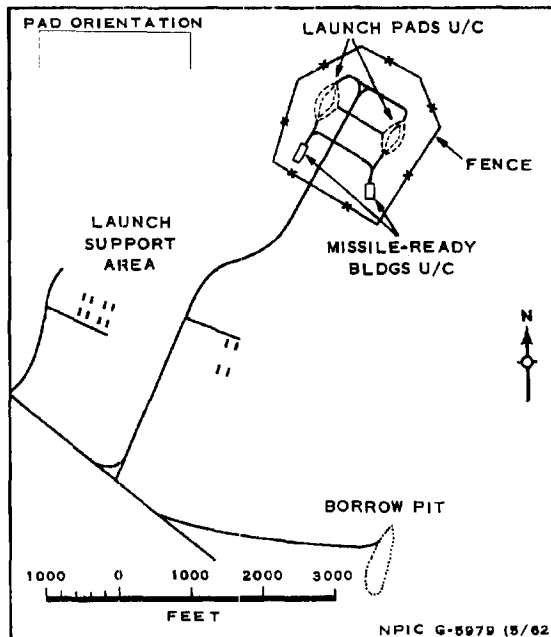 PAD ORIENTATION
LAUNCH PADS U/C
FENCE
MISSILE-READY
BLDGS U/C
LAUNCH
SUPPORT
AREA
N
BORROW PIT
1000 0 1000 2000 3000
FEET
NPIC G-5979 (5/62